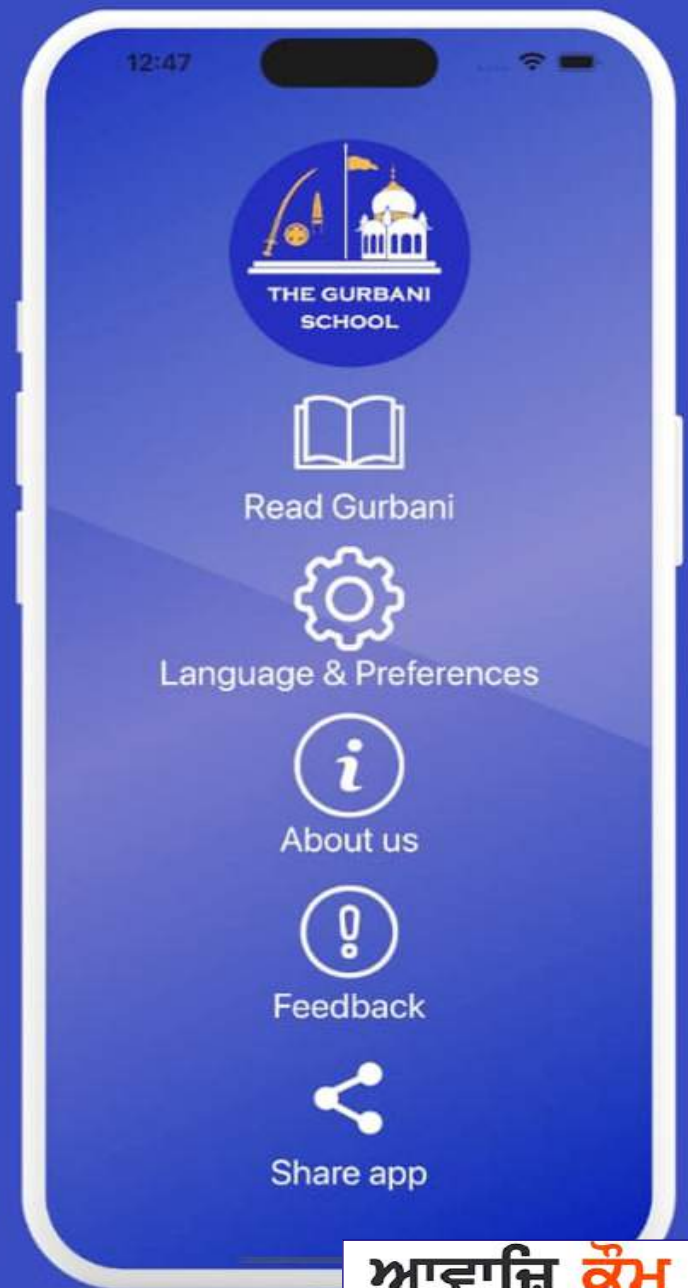 12:47
THE GURBANI
SCHOOL
Read Gurbani
Language & Preferences
About us
Feedback
Share app
ਆਵਾਜ਼ਿ ਕੌਮ